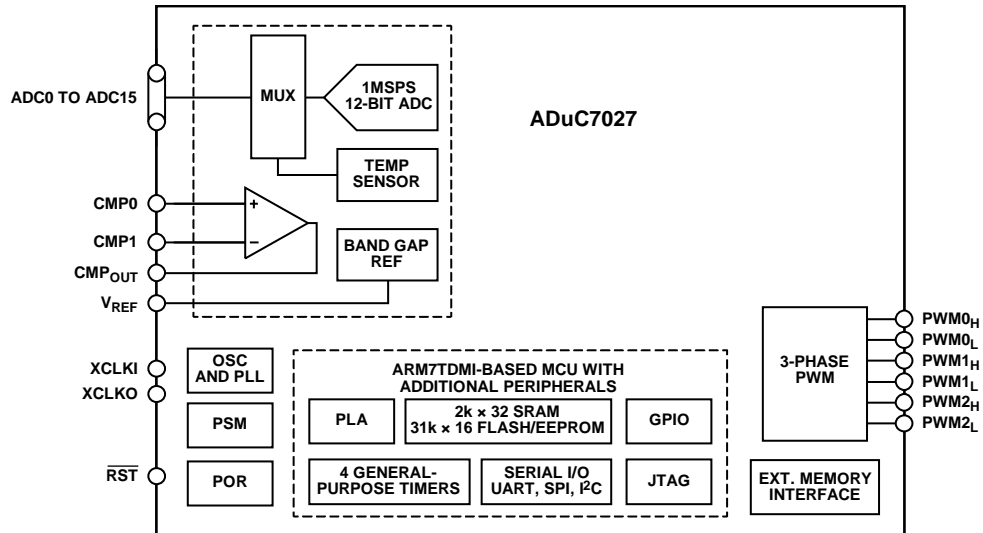 ADC0 TO ADC15
MUX
1MSPS
12-BIT ADC
ADuC7027
TEMP
SENSOR
CMP0
+
CMP1
−
CMPOUT
VREF
BAND GAP
REF
XCLKI
XCLKO
OSC
AND PLL
PSM
RST
POR
ARM7TDMI-BASED MCU WITH
ADDITIONAL PERIPHERALS
PLA
2k × 32 SRAM
31k × 16 FLASH/EEPROM
GPIO
4 GENERAL-
PURPOSE TIMERS
SERIAL I/O
UART, SPI, I2C
JTAG
3-PHASE
PWM
PWM0H
PWM0L
PWM1H
PWM1L
PWM2H
PWM2L
EXT. MEMORY
INTERFACE